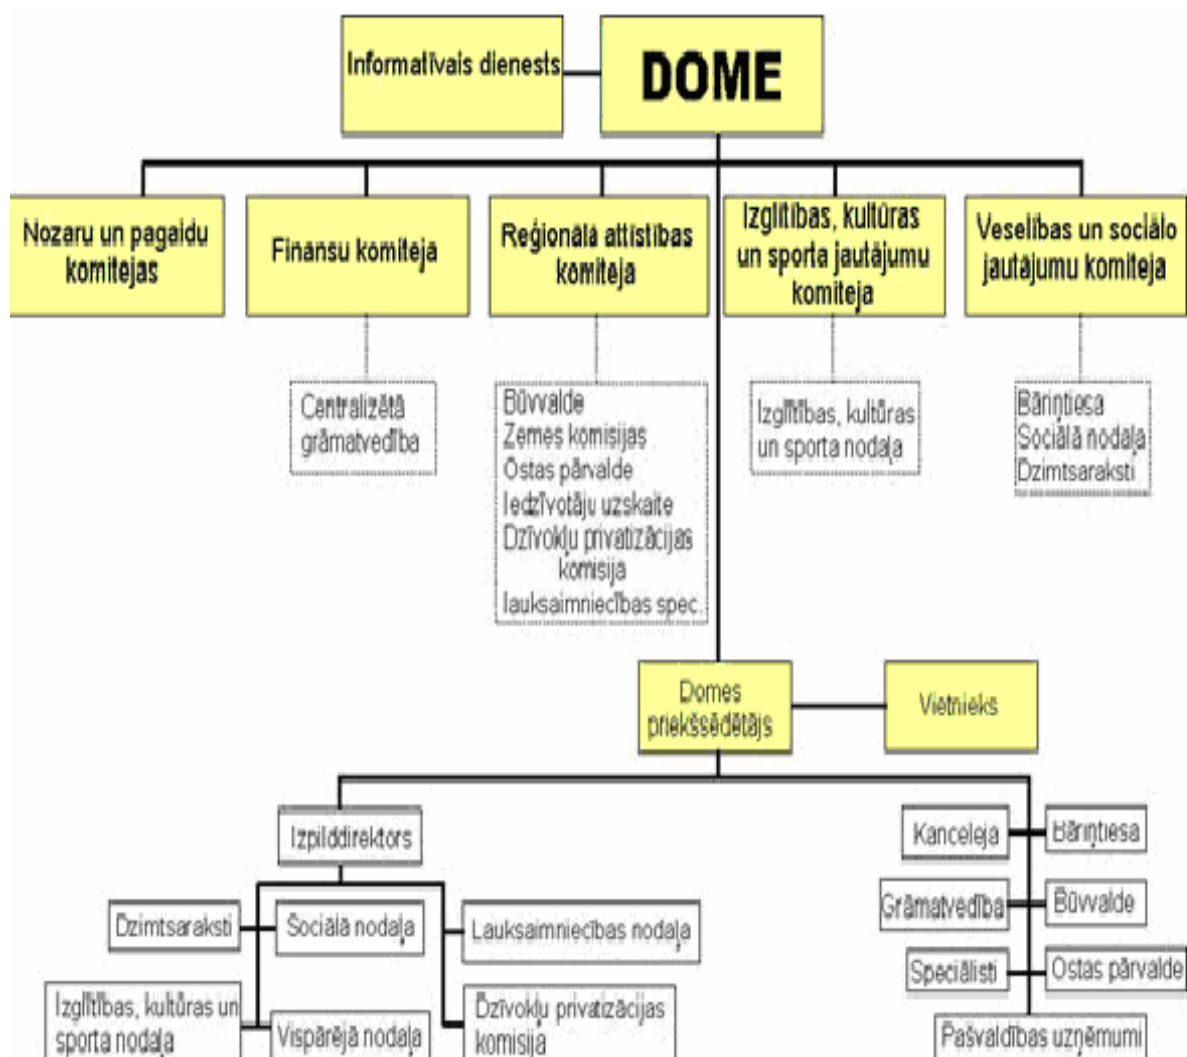 Informatīvais dienests
DOME
Nozaru un pagaidu
komitejas
Finansu komiteja
Reģionālā attīstības
komiteja
Izglītības, kultūras
un sporta jautājumu
komiteja
Veselības un sociālo
jautājumu komiteja
Centralizētā
grāmatvedība
Būvvalde
Zemes komisijas
Ostas pārvalde
Iedzīvotāju uzskaite
Dzīvokļu privatizācijas
komisija
lauksaimniecības spec.
Izglītības, kultūras
un sporta nodaļa
Bāriņtiesa
Sociālā nodaļa
Dzimtsaraksti
Domes
priekšsēdētājs
Vietnieks
Izpilddirektors
Dzimtsaraksti
Sociālā nodaļa
Lauksaimniecības nodaļa
Izglītības, kultūras un
sporta nodaļa
Vispārējā nodaļa
Dzīvokļu privatizācijas
komisija
Kanceleja
Bāriņtiesa
Grāmatvedība
Būvvalde
Speciālisti
Ostas pārvalde
Pašvaldības uzņēmumi